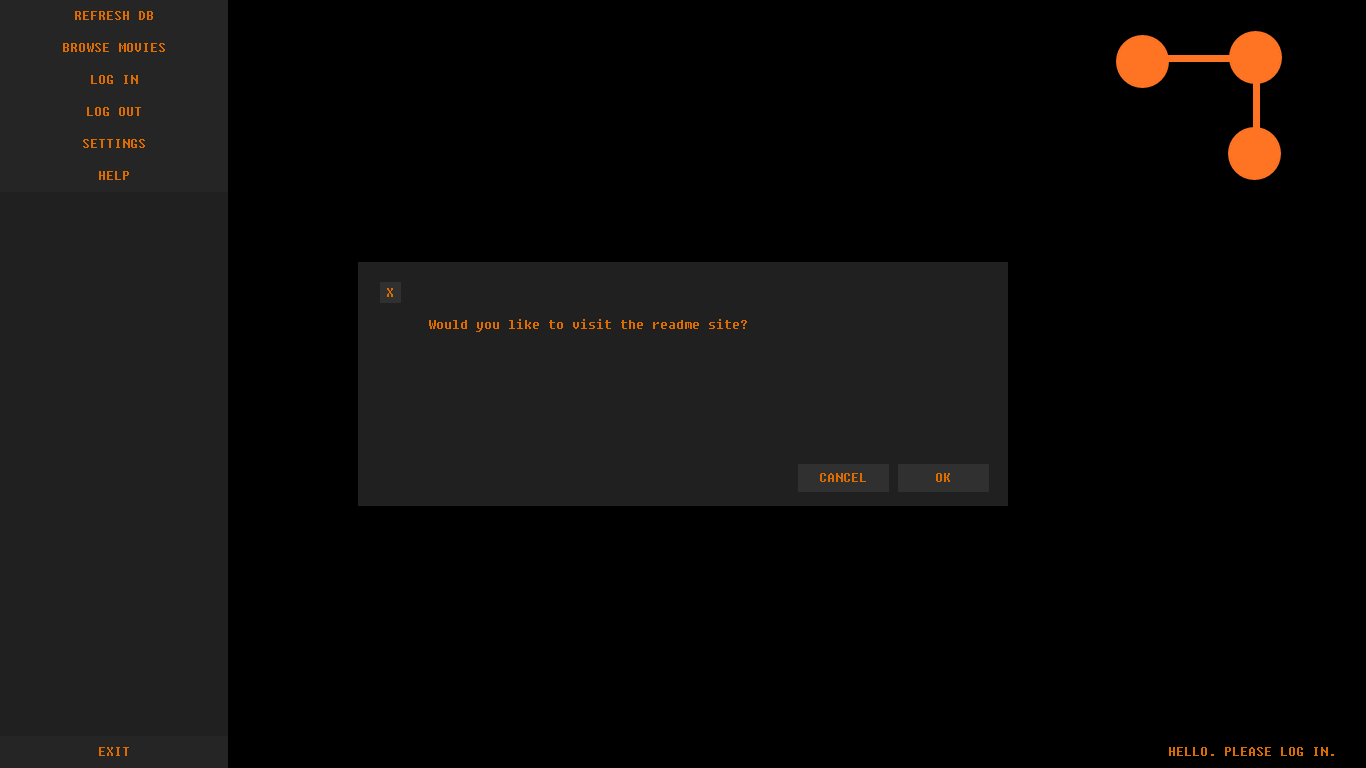 REFRESH DB
BROWSE MOVIES
LOG IN
LOG OUT
SETTINGS
HELP
X
Would you like to visit the readme site?
CANCEL
OK
EXIT
HELLO. PLEASE LOG IN.